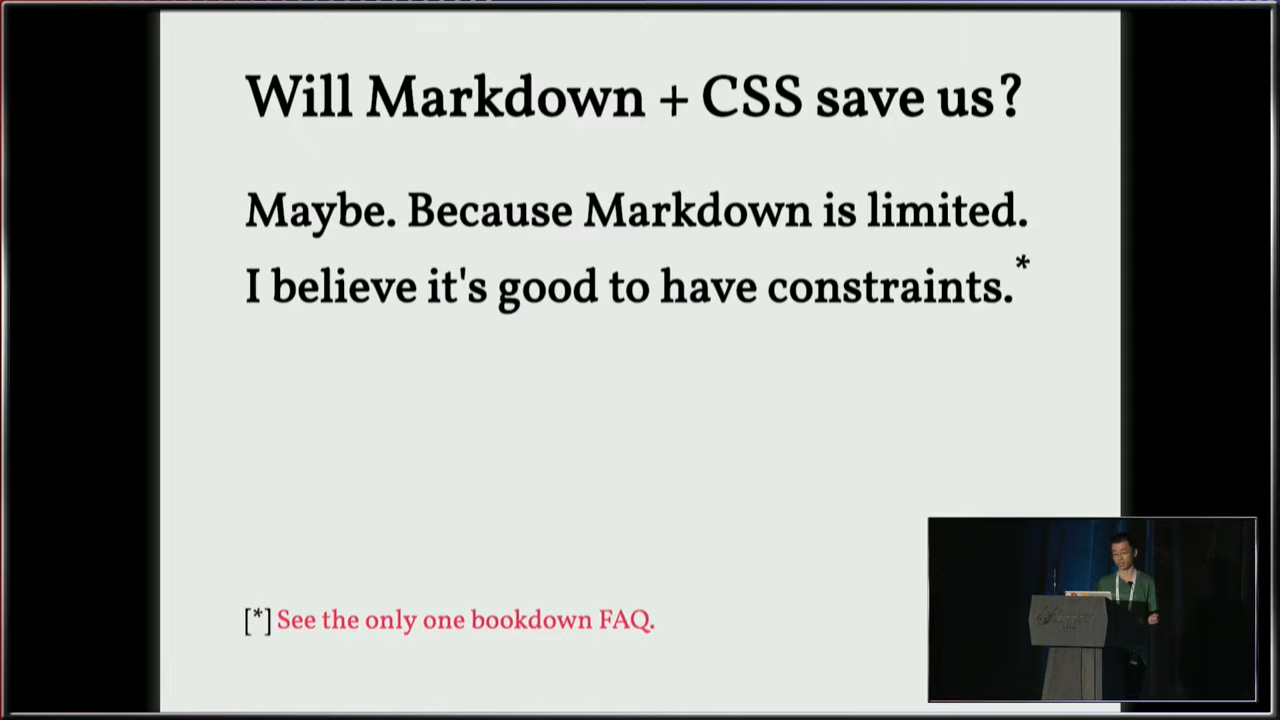 Will Markdown + CSS save us?
Maybe. Because Markdown is limited.
I believe it's good to have constraints.*
[*] See the only one bookdown FAQ.